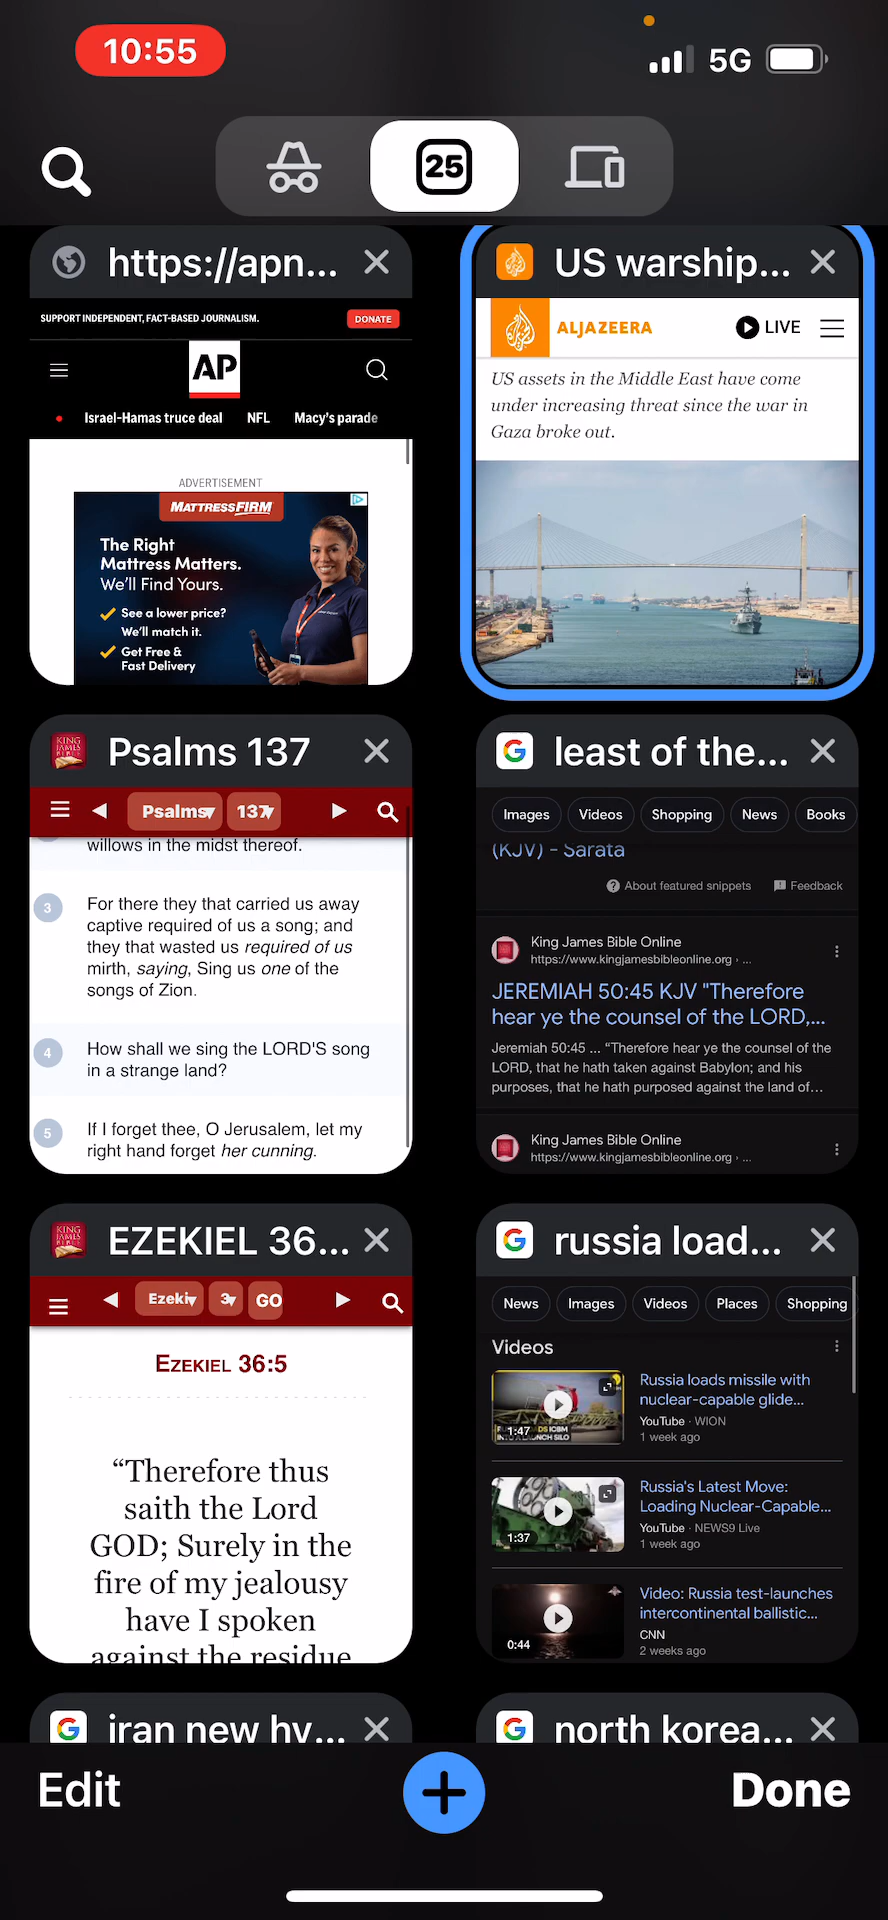 10:55
5G
25
https://apn...
SUPPORT INDEPENDENT, FACT-BASED JOURNALISM.
DONATE
AP
Israel-Hamas truce deal NFL Macy's parade
ADVERTISEMENT
MATTRESSFIRM
The Right
Mattress Matters.
We'll Find Yours.
See a lower price?
We'll match it.
Get Free &
Fast Delivery
US warship...
ALJAZEERA
LIVE
US assets in the Middle East have come
under increasing threat since the war in
Gaza broke out.
KING
JAMES
BIBLE
Psalms 137
Psalms 137
willows in the midst thereof.
3
For there they that carried us away
captive required of us a song; and
they that wasted us required of us
mirth, saying, Sing us one of the
songs of Zion.
4
How shall we sing the LORD'S song
in a strange land?
5
If I forget thee, O Jerusalem, let my
right hand forget her cunning.
least of the...
Images Videos Shopping News Books
(KJV) - Sarata
About featured snippets Feedback
King James Bible Online
https://www.kingjamesbibleonline.org › ...
JEREMIAH 50:45 KJV "Therefore
hear ye the counsel of the LORD,...
Jeremiah 50:45 ... “Therefore hear ye the counsel of the
LORD, that he hath taken against Babylon; and his
purposes, that he hath purposed against the land of...
King James Bible Online
https://www.kingjamesbibleonline.org › ...
KING
JAMES
BIBLE
EZEKIEL 36...
Ezeki 3 GO
EZEKIEL 36:5
“Therefore thus
saith the Lord
GOD; Surely in the
fire of my jealousy
have I spoken
against the residue
russia load...
News Images Videos Places Shopping
Videos
1:47
Russia loads missile with
nuclear-capable glide...
YouTube · WION
1 week ago
1:37
Russia's Latest Move:
Loading Nuclear-Capable...
YouTube · NEWS9 Live
1 week ago
0:44
Video: Russia test-launches
intercontinental ballistic...
CNN
2 weeks ago
iran new hy...
north korea...
Edit
Done